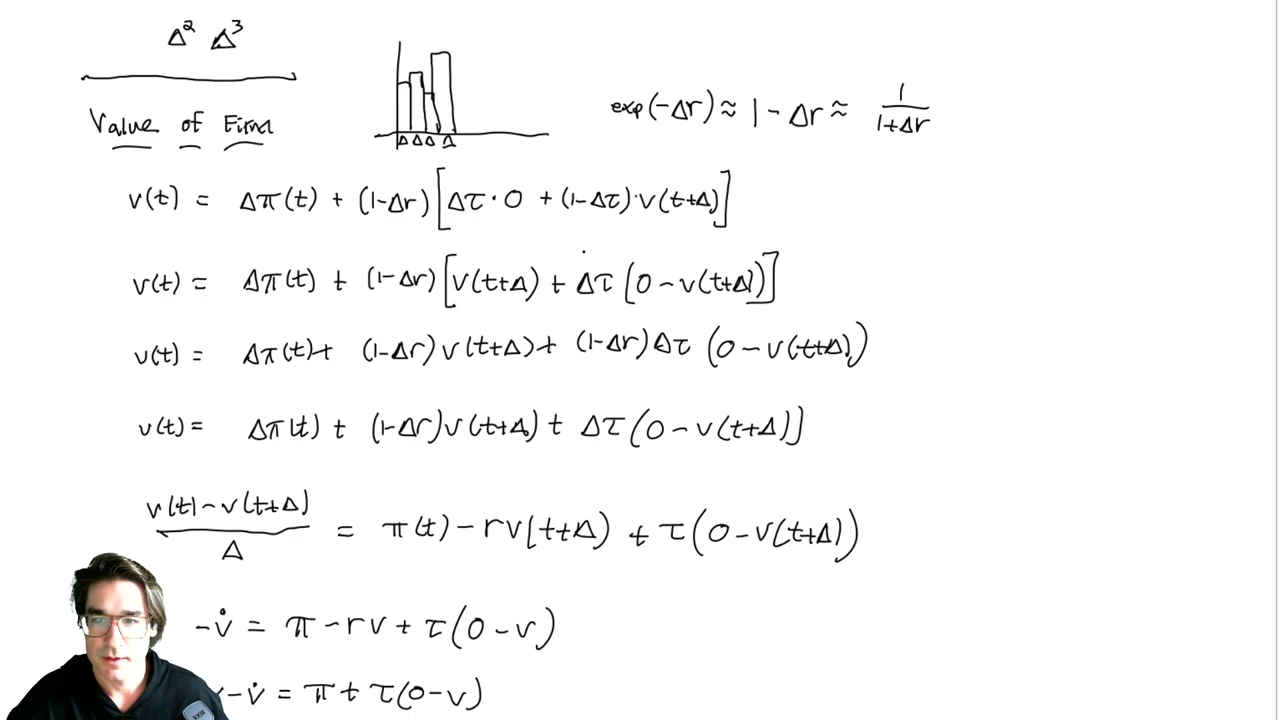 Δ² Δ³
Value of Firm
Δ Δ Δ Δ
exp(-Δr) ≈ 1 - Δr ≈ 1/(1+Δr)
v(t) = Δπ(t) + (1-Δr)[Δτ · 0 + (1-Δτ)·v(t+Δ)]
v(t) = Δπ(t) + (1-Δr)[v(t+Δ) + Δτ(0-v(t+Δ))]
v(t) = Δπ(t) + (1-Δr)v(t+Δ) + (1-Δr)Δτ(0-v(t+Δ))
v(t) = Δπ(t) + (1-Δr)v(t+Δ) + Δτ(0-v(t+Δ))
(v(t)-v(t+Δ))/Δ = π(t) - rv(t+Δ) + τ(0-v(t+Δ))
-v̇ = π - rv + τ(0-v)
-v̇ = π + τ(0-v)